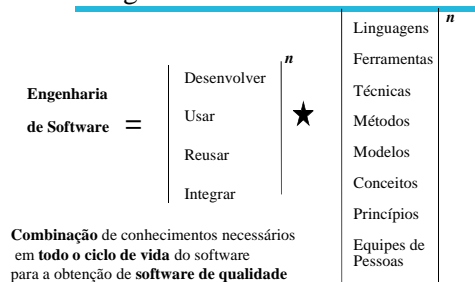 n
Linguagens
n
Ferramentas
Desenvolver
Técnicas
Engenharia
de Software =
Usar
Métodos
Reusar
Modelos
Integrar
Conceitos
Princípios
Equipes de
Pessoas
Combinação de conhecimentos necessários
em todo o ciclo de vida do software
para a obtenção de software de qualidade